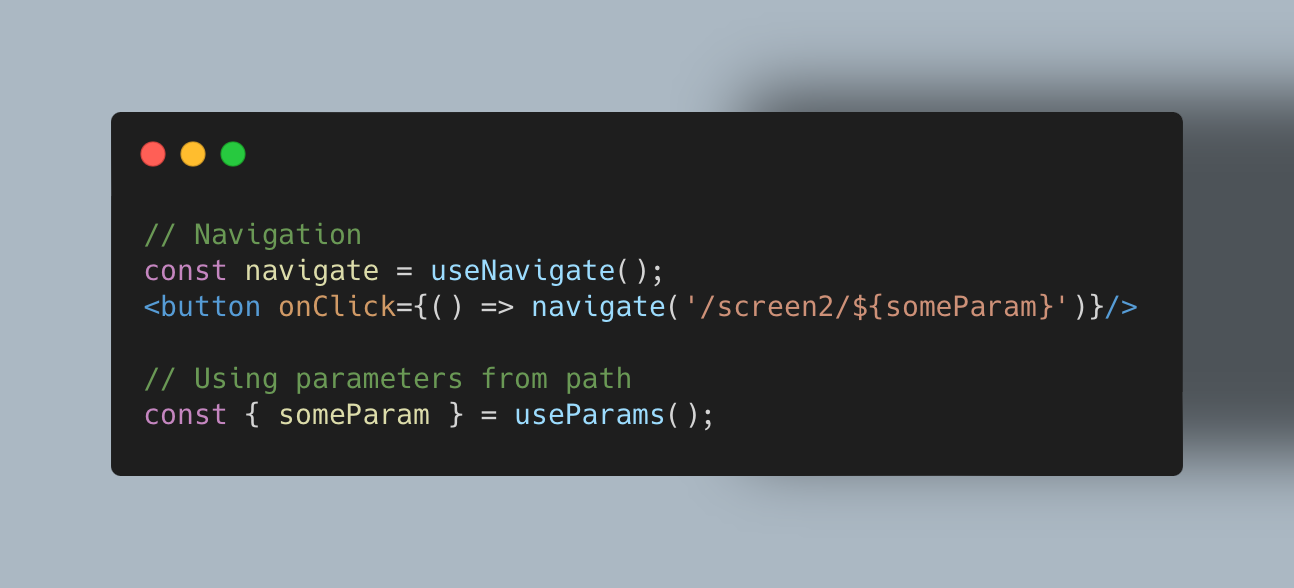 // Navigation
const navigate = useNavigate();
<button onClick={() => navigate('/screen2/${someParam}')}/>
// Using parameters from path
const { someParam } = useParams();